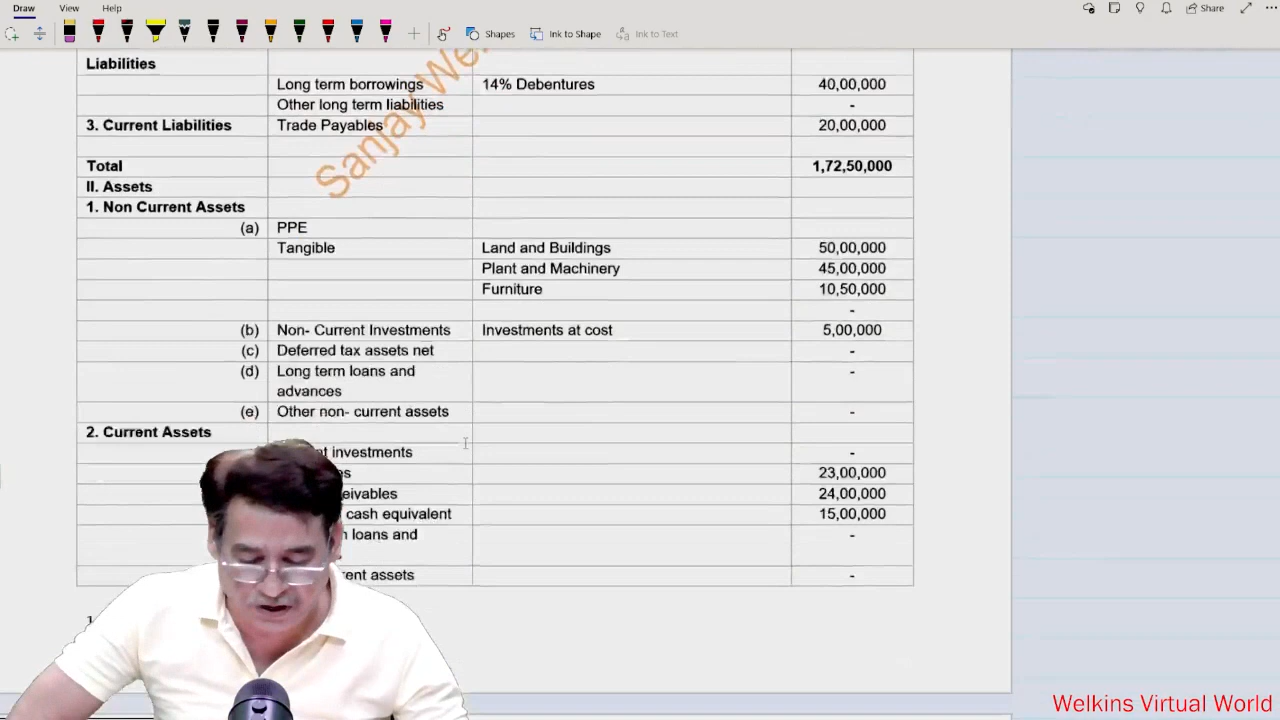 Draw View Help Share
Shapes Ink to Shape Ink to Text
Liabilities
Long term borrowings 14% Debentures 40,00,000
Other long term liabilities -
3. Current Liabilities Trade Payables 20,00,000
Total 1,72,50,000
II. Assets
1. Non Current Assets
(a) PPE
Tangible Land and Buildings 50,00,000
Plant and Machinery 45,00,000
Furniture 10,50,000
-
(b) Non- Current Investments Investments at cost 5,00,000
(c) Deferred tax assets net -
(d) Long term loans and -
advances
(e) Other non- current assets -
2. Current Assets
investments -
23,00,000
24,00,000
cash equivalent 15,00,000
loans and -
assets -
Sanjay
Welkins Virtual World